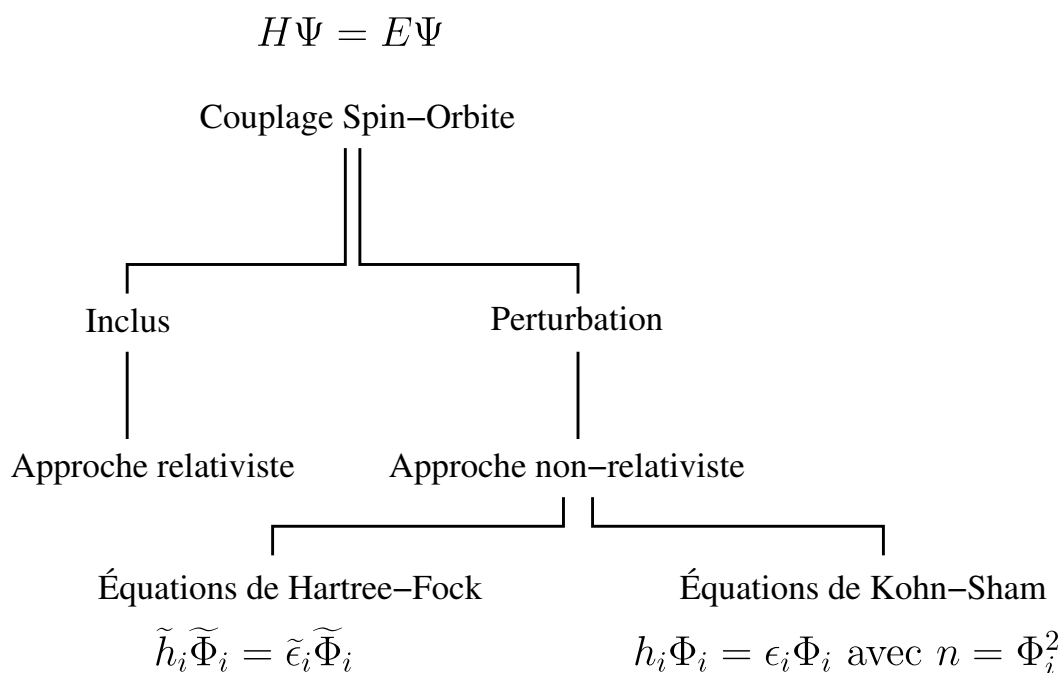 HΨ = EΨ
Couplage Spin−Orbite
Inclus
Perturbation
Approche relativiste
Approche non−relativiste
Équations de Hartree−Fock
Équations de Kohn−Sham
h̃ᵢΦ̃ᵢ = ϵ̃ᵢΦ̃ᵢ
hᵢΦᵢ = ϵᵢΦᵢ avec n = Φᵢ²